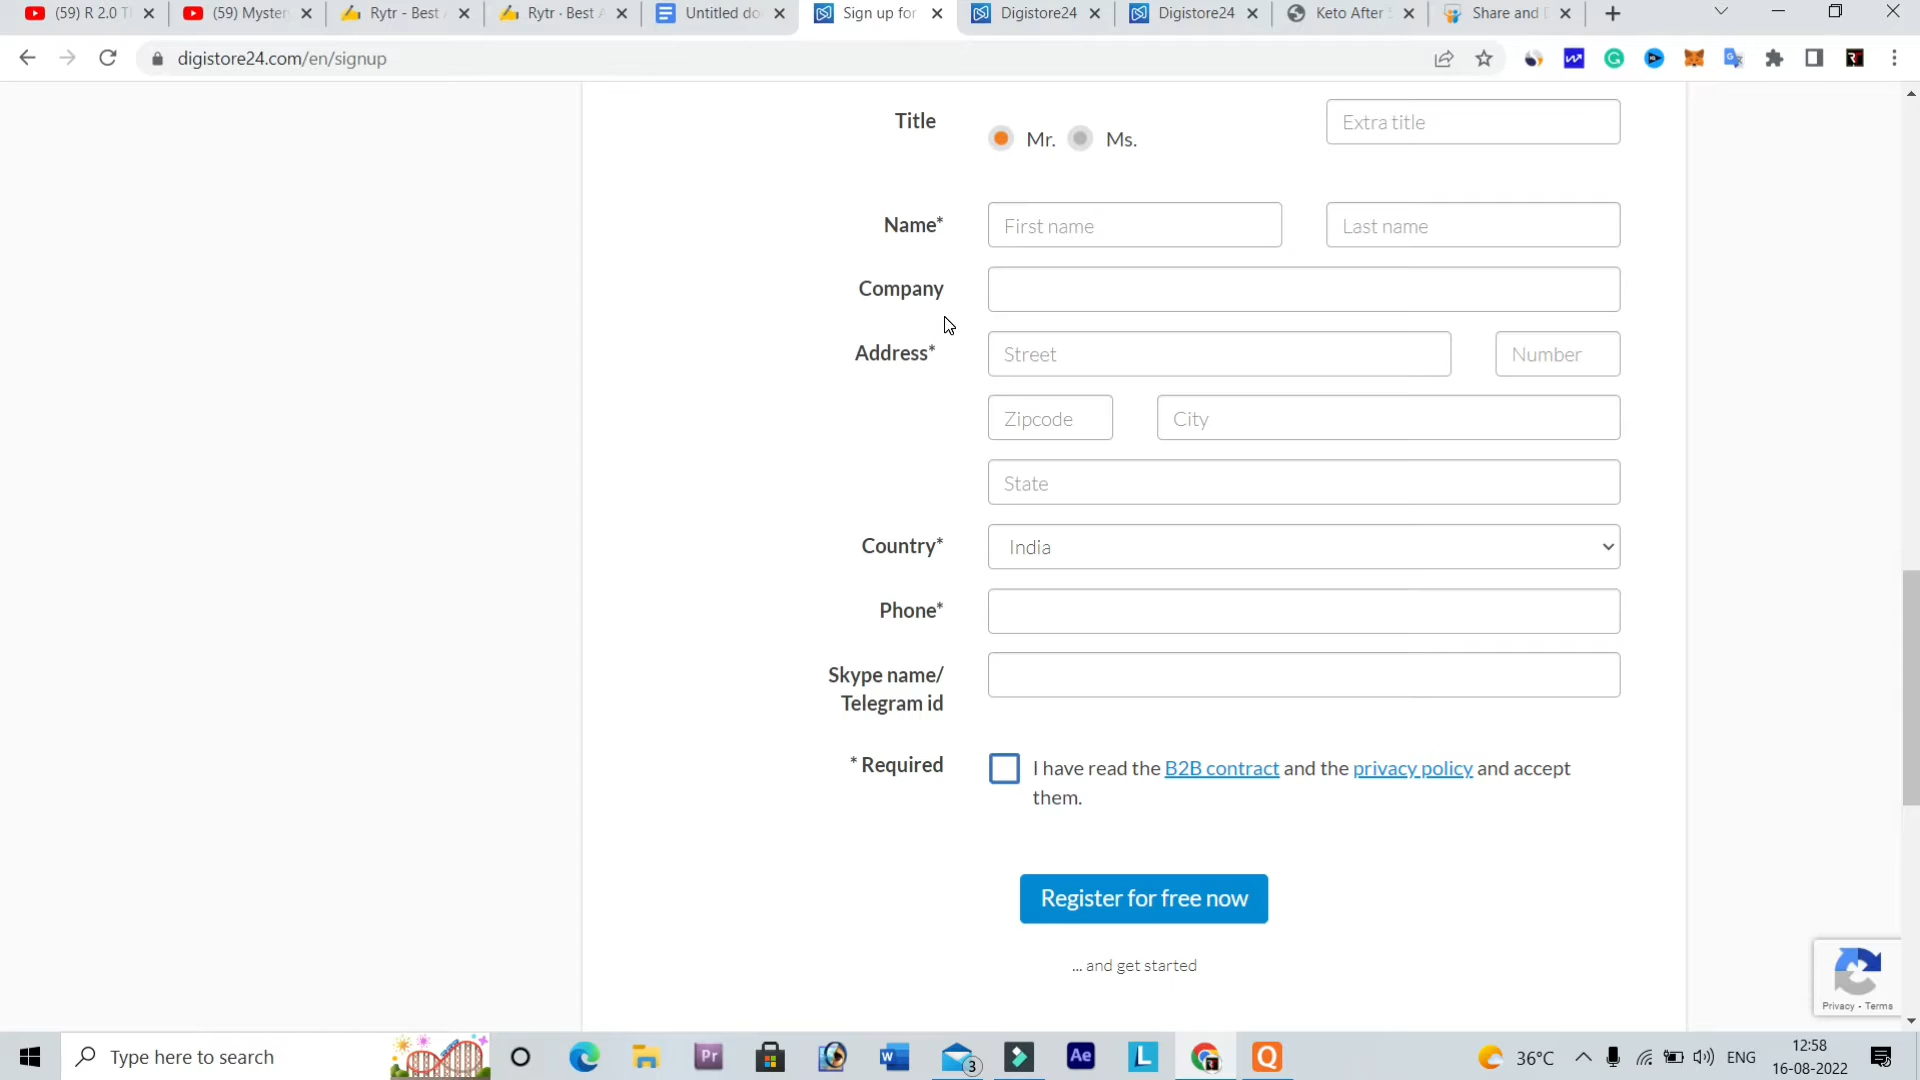 (59) R 2.0 T
(59) Myster
Rytr - Best
Rytr · Best
Untitled do
Sign up for
Digistore24
Digistore24
Keto After
Share and
digistore24.com/en/signup
Title
Mr.
Ms.
Extra title
Name*
First name
Last name
Company
Address*
Street
Number
Zipcode
City
State
Country*
India
Phone*
Skype name/
Telegram id
* Required
I have read the B2B contract and the privacy policy and accept
them.
Register for free now
... and get started
Privacy - Terms
Type here to search
Pr
W
3
Ae
L
Q
36°C
ENG
12:58
16-08-2022